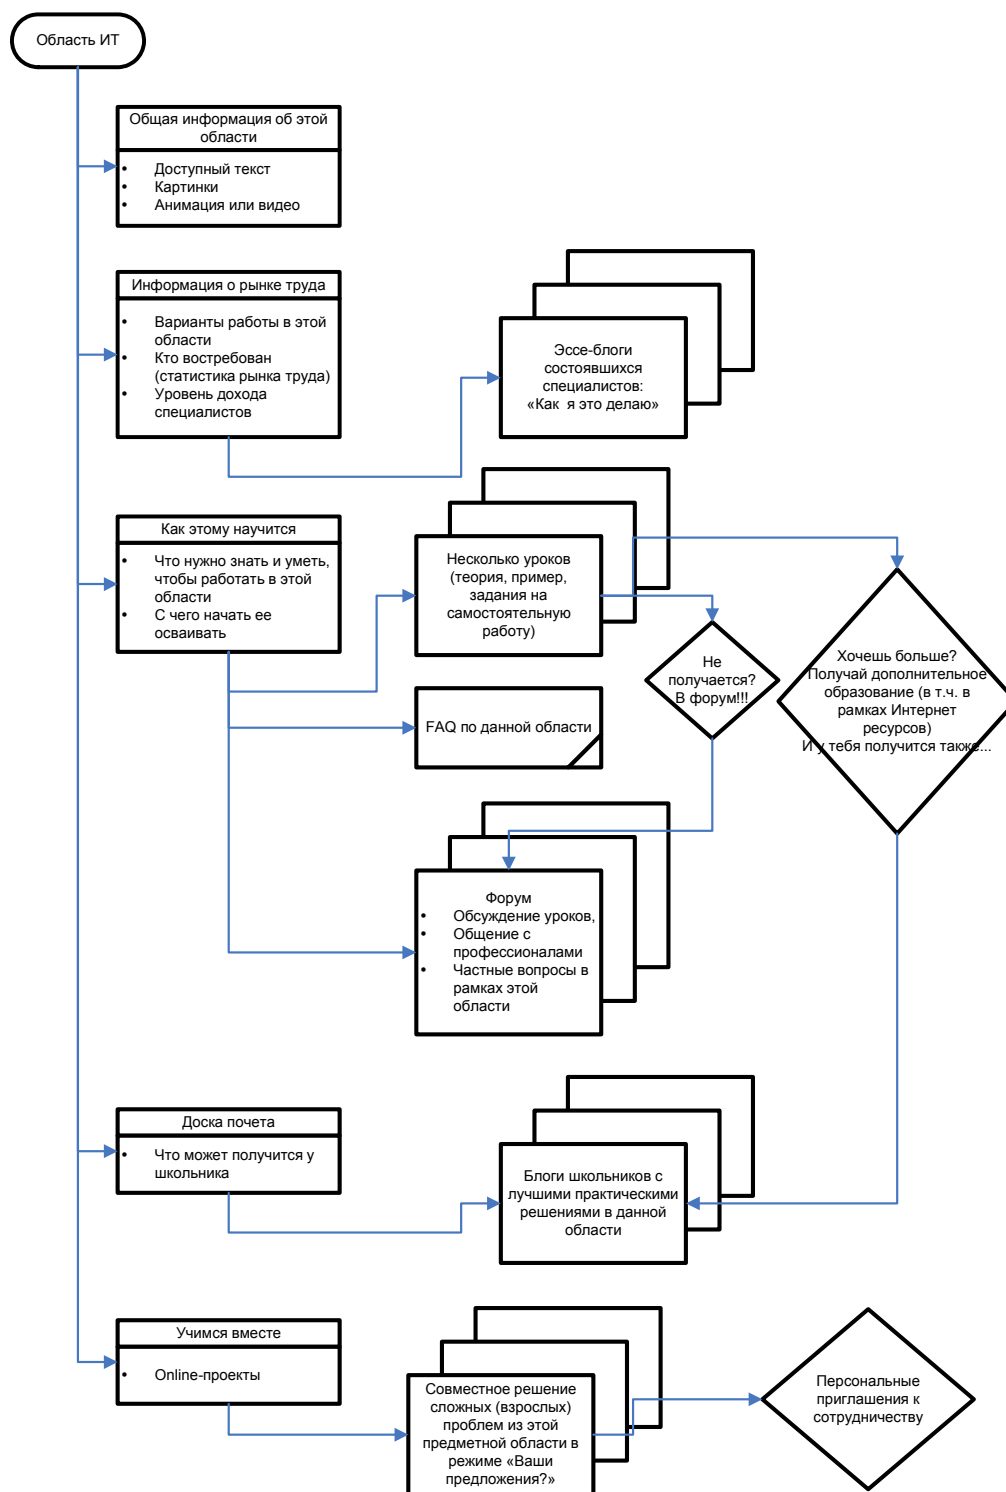 Область ИТ
Общая информация об этой
области
• Доступный текст
• Картинки
• Анимация или видео
Информация о рынке труда
• Варианты работы в этой
области
• Кто востребован
(статистика рынка труда)
• Уровень дохода
специалистов
Эссе-блоги
состоявшихся
специалистов:
«Как я это делаю»
Как этому научится
• Что нужно знать и уметь,
чтобы работать в этой
области
• С чего начать ее
осваивать
Несколько уроков
(теория, пример,
задания на
самостоятельную
работу)
Не
получается?
В форум!!!
Хочешь больше?
Получай дополнительное
образование (в т.ч. в
рамках Интернет
ресурсов)
И у тебя получится также...
FAQ по данной области
Форум
• Обсуждение уроков,
• Общение с
профессионалами
• Частные вопросы в
рамках этой
области
Доска почета
• Что может получится у
школьника
Блоги школьников с
лучшими практическими
решениями в данной
области
Учимся вместе
• Online-проекты
Совместное решение
сложных (взрослых)
проблем из этой
предметной области в
режиме «Ваши
предложения?»
Персональные
приглашения к
сотрудничеству